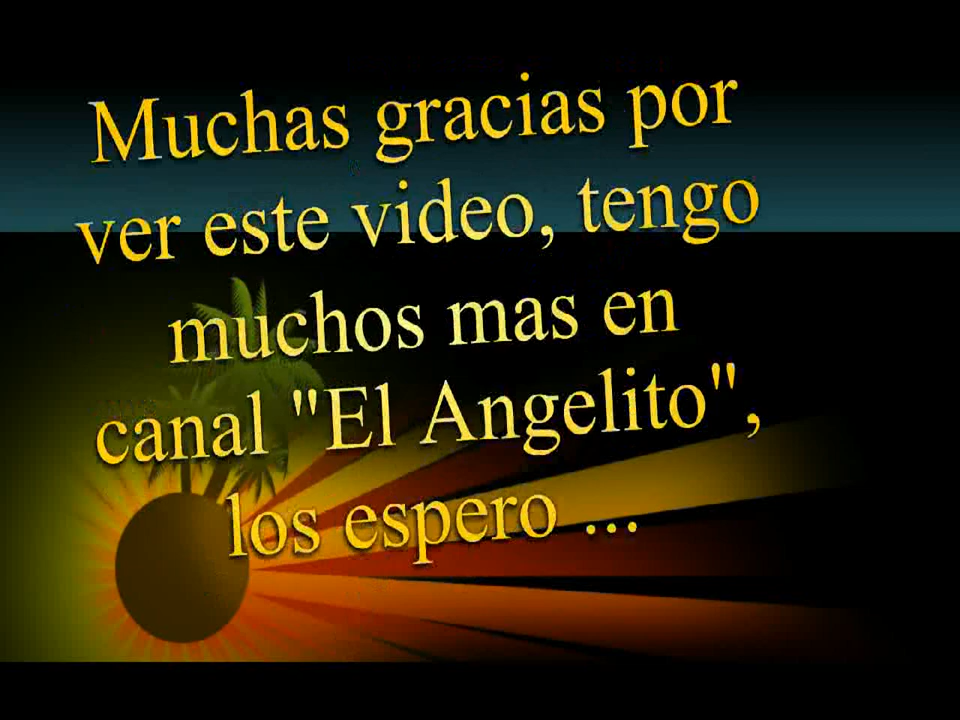 Muchas gracias por
ver este video, tengo
muchos mas en
canal "El Angelito",
los espero ...